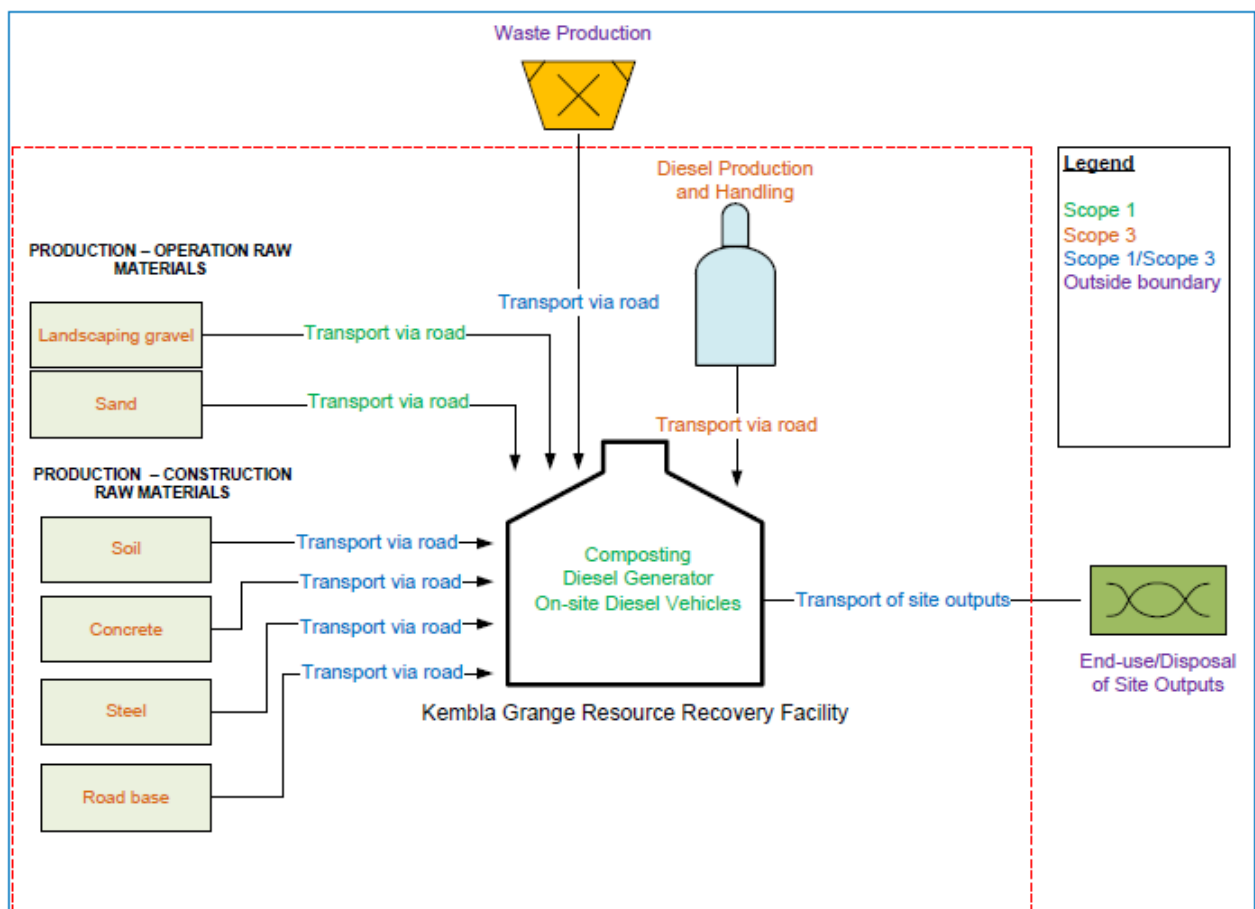 Waste Production
Diesel Production
and Handling
Legend
Scope 1
Scope 3
Scope 1/Scope 3
Outside boundary
PRODUCTION – OPERATION RAW
MATERIALS
Landscaping gravel
Transport via road
Transport via road
Sand
Transport via road
Transport via road
PRODUCTION – CONSTRUCTION
RAW MATERIALS
Soil
Transport via road
Concrete
Transport via road
Steel
Transport via road
Road base
Transport via road
Composting
Diesel Generator
On-site Diesel Vehicles
Transport of site outputs
Kembla Grange Resource Recovery Facility
End-use/Disposal
of Site Outputs